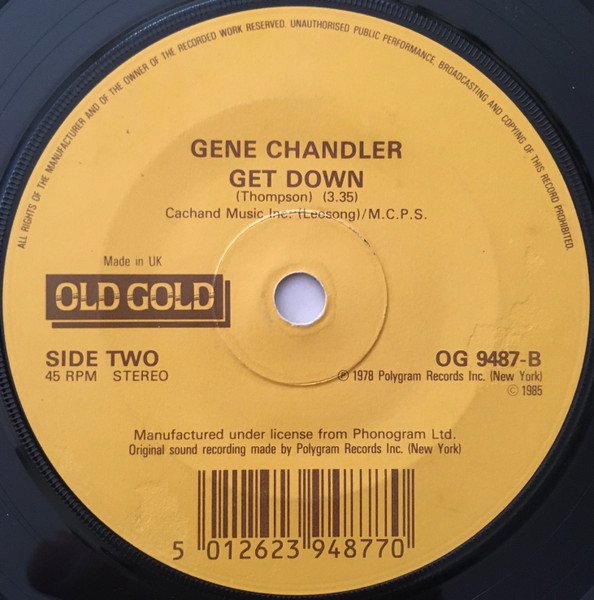 ALL RIGHTS OF THE MANUFACTURER AND OF THE OWNER OF THE RECORDED WORK RESERVED. UNAUTHORISED PUBLIC PERFORMANCE, BROADCASTING AND COPYING OF THIS RECORD PROHIBITED.
GENE CHANDLER
GET DOWN
(Thompson) (3.35)
Cachand Music Inc. (Leosong)/M.C.P.S.
Made in UK
OLD GOLD
SIDE TWO
OG 9487-B
45 RPM STEREO
℗ 1978 Polygram Records Inc. (New York)
© 1985
Manufactured under license from Phonogram Ltd.
Original sound recording made by Polygram Records Inc. (New York)
5 012623 948770